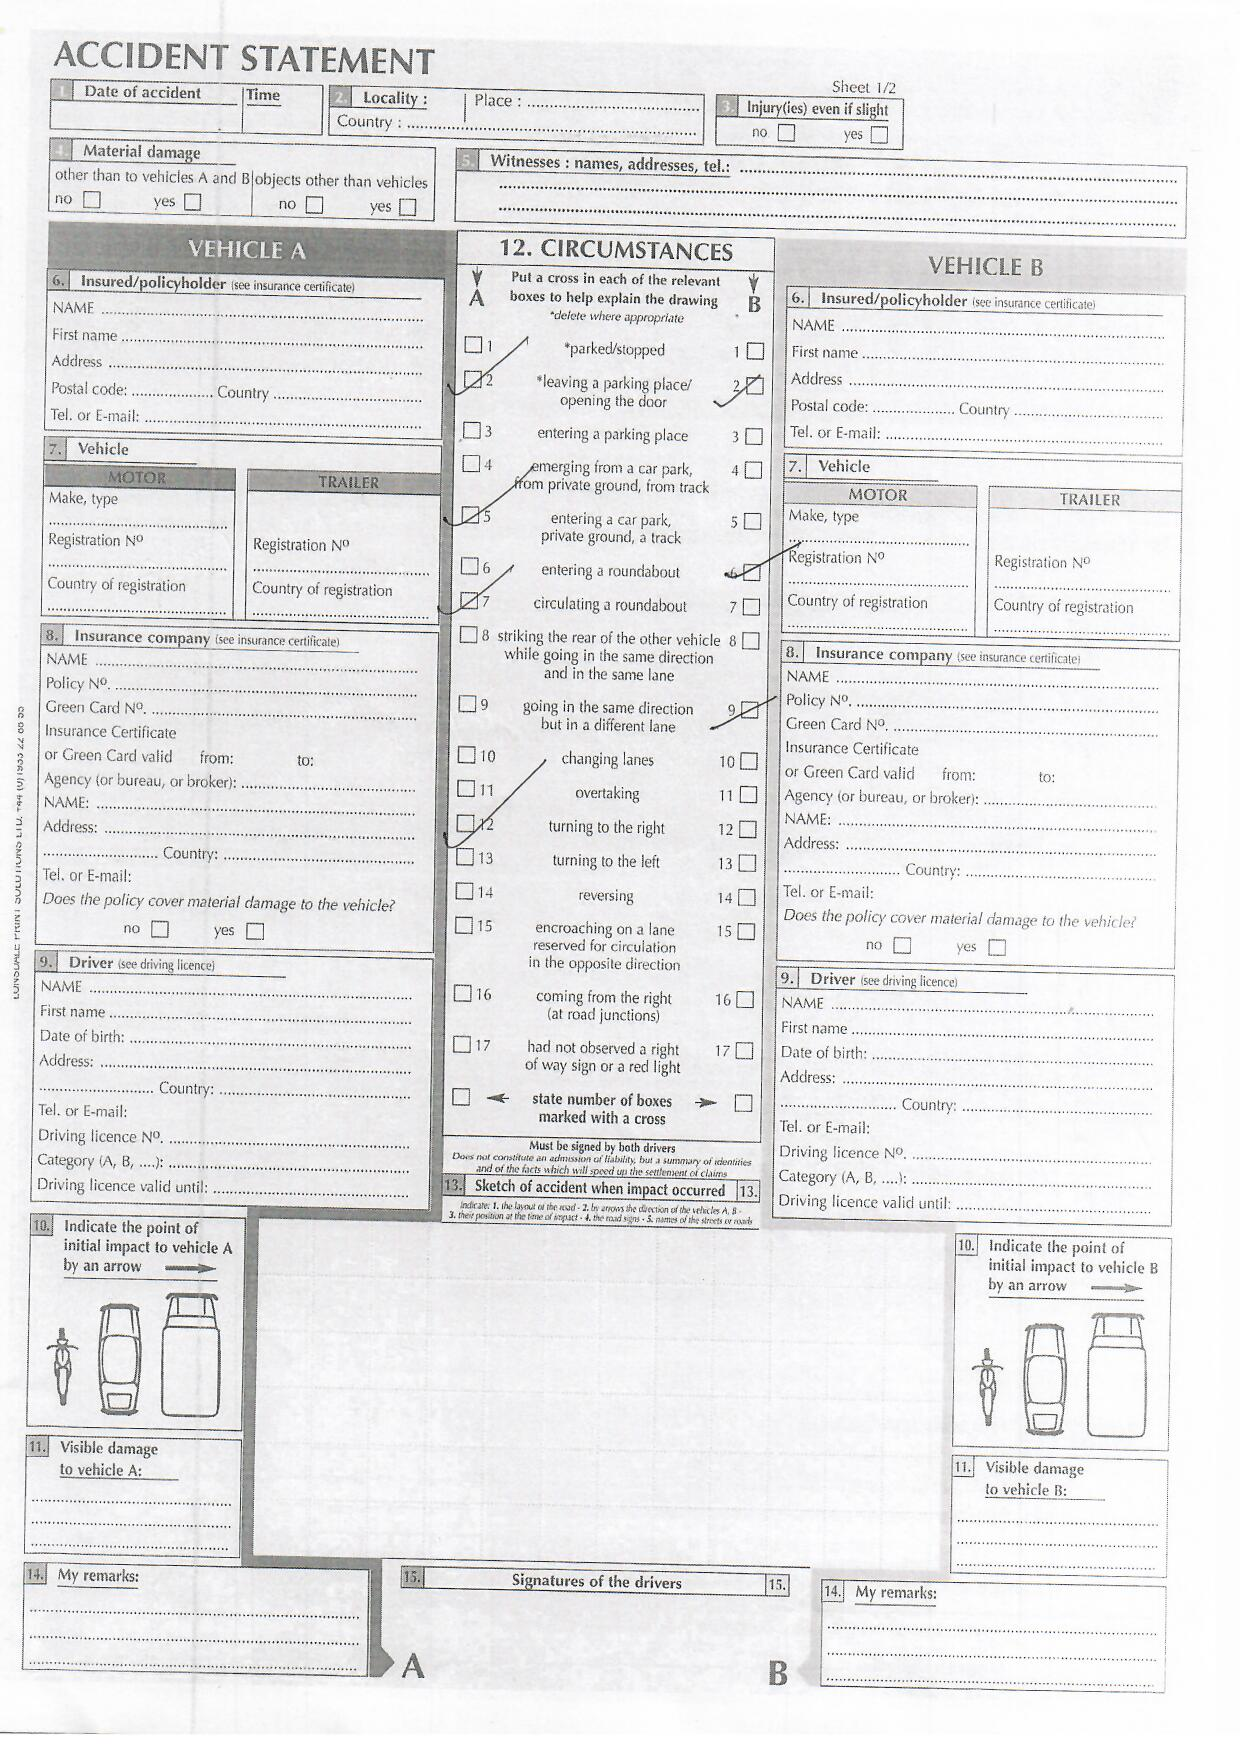 ACCIDENT STATEMENT
Sheet 1/2
1. Date of accident Time
2. Locality : Place : ..........
Country : ..........
3. Injury(ies) even if slight
no yes
4. Material damage
other than to vehicles A and B objects other than vehicles
no yes no yes
5. Witnesses : names, addresses, tel.: ..........
VEHICLE A
6. Insured/policyholder (see insurance certificate)
NAME ..........
First name ..........
Address ..........
Postal code: .......... Country ..........
Tel. or E-mail: ..........
7. Vehicle
MOTOR TRAILER
Make, type
Registration Nº Registration Nº
Country of registration Country of registration
8. Insurance company (see insurance certificate)
NAME ..........
Policy Nº. ..........
Green Card Nº. ..........
Insurance Certificate
or Green Card valid from: to:
Agency (or bureau, or broker): ..........
NAME: ..........
Address: ..........
.......... Country: ..........
Tel. or E-mail:
Does the policy cover material damage to the vehicle?
no yes
9. Driver (see driving licence)
NAME ..........
First name ..........
Date of birth: ..........
Address: ..........
.......... Country: ..........
Tel. or E-mail:
Driving licence Nº. ..........
Category (A, B, ....): ..........
Driving licence valid until: ..........
10. Indicate the point of
initial impact to vehicle A
by an arrow
11. Visible damage
to vehicle A:
14. My remarks:
12. CIRCUMSTANCES
Put a cross in each of the relevant
A boxes to help explain the drawing B
*delete where appropriate
1 *parked/stopped 1
2 *leaving a parking place/ 2
opening the door
3 entering a parking place 3
4 emerging from a car park, 4
from private ground, from track
5 entering a car park, 5
private ground, a track
6 entering a roundabout 6
7 circulating a roundabout 7
8 striking the rear of the other vehicle 8
while going in the same direction
and in the same lane
9 going in the same direction 9
but in a different lane
10 changing lanes 10
11 overtaking 11
12 turning to the right 12
13 turning to the left 13
14 reversing 14
15 encroaching on a lane 15
reserved for circulation
in the opposite direction
16 coming from the right 16
(at road junctions)
17 had not observed a right 17
of way sign or a red light
state number of boxes
marked with a cross
Must be signed by both drivers
Does not constitute an admission of liability, but a summary of identities
and of the facts which will speed up the settlement of claims
13. Sketch of accident when impact occurred 13.
Indicate: 1. the layout of the road - 2. by arrows the direction of the vehicles A, B -
3. their position at the time of impact - 4. the road signs - 5. names of the streets or roads
15. Signatures of the drivers 15.
A B
VEHICLE B
6. Insured/policyholder (see insurance certificate)
NAME ..........
First name ..........
Address ..........
Postal code: .......... Country ..........
Tel. or E-mail: ..........
7. Vehicle
MOTOR TRAILER
Make, type
Registration Nº Registration Nº
Country of registration Country of registration
8. Insurance company (see insurance certificate)
NAME ..........
Policy Nº. ..........
Green Card Nº. ..........
Insurance Certificate
or Green Card valid from: to:
Agency (or bureau, or broker): ..........
NAME: ..........
Address: ..........
.......... Country: ..........
Tel. or E-mail:
Does the policy cover material damage to the vehicle?
no yes
9. Driver (see driving licence)
NAME ..........
First name ..........
Date of birth: ..........
Address: ..........
.......... Country: ..........
Tel. or E-mail:
Driving licence Nº. ..........
Category (A, B, ....): ..........
Driving licence valid until: ..........
10. Indicate the point of
initial impact to vehicle B
by an arrow
11. Visible damage
to vehicle B:
14. My remarks: